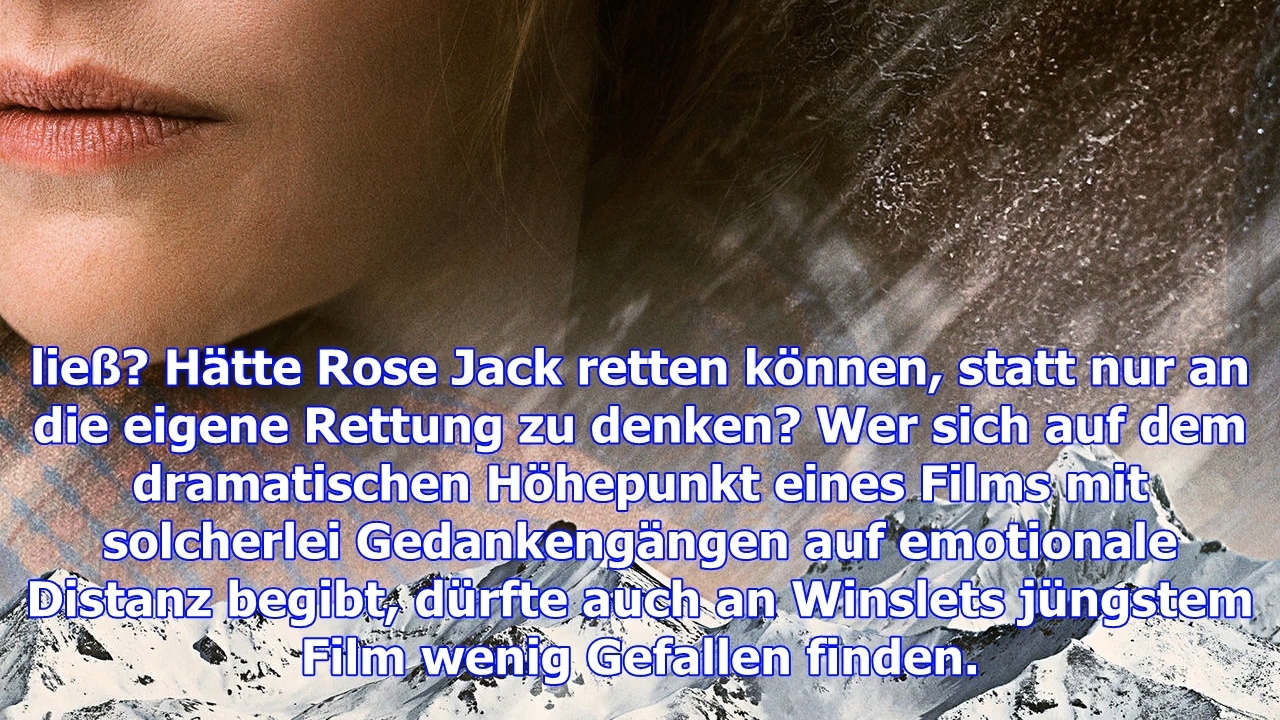 ließ? Hätte Rose Jack retten können, statt nur an
die eigene Rettung zu denken? Wer sich auf dem
dramatischen Höhepunkt eines Films mit
solcherlei Gedankengängen auf emotionale
Distanz begibt, dürfte auch an Winslets jüngstem
Film wenig Gefallen finden.